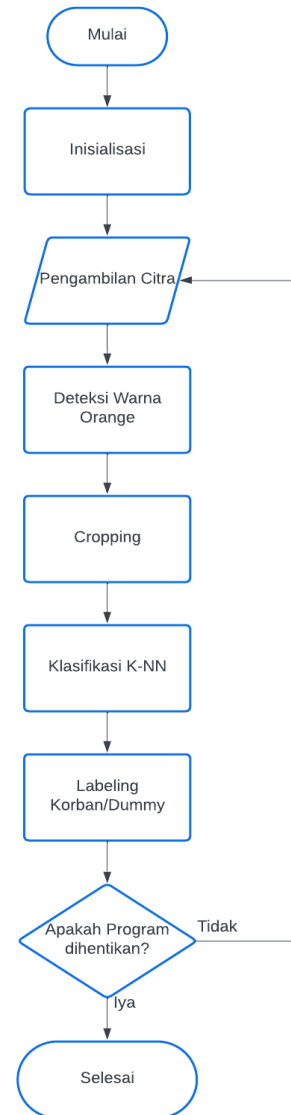 Mulai
Inisialisasi
Pengambilan Citra
Deteksi Warna
Orange
Cropping
Klasifikasi K-NN
Labeling
Korban/Dummy
Apakah Program
dihentikan?
Tidak
Iya
Selesai